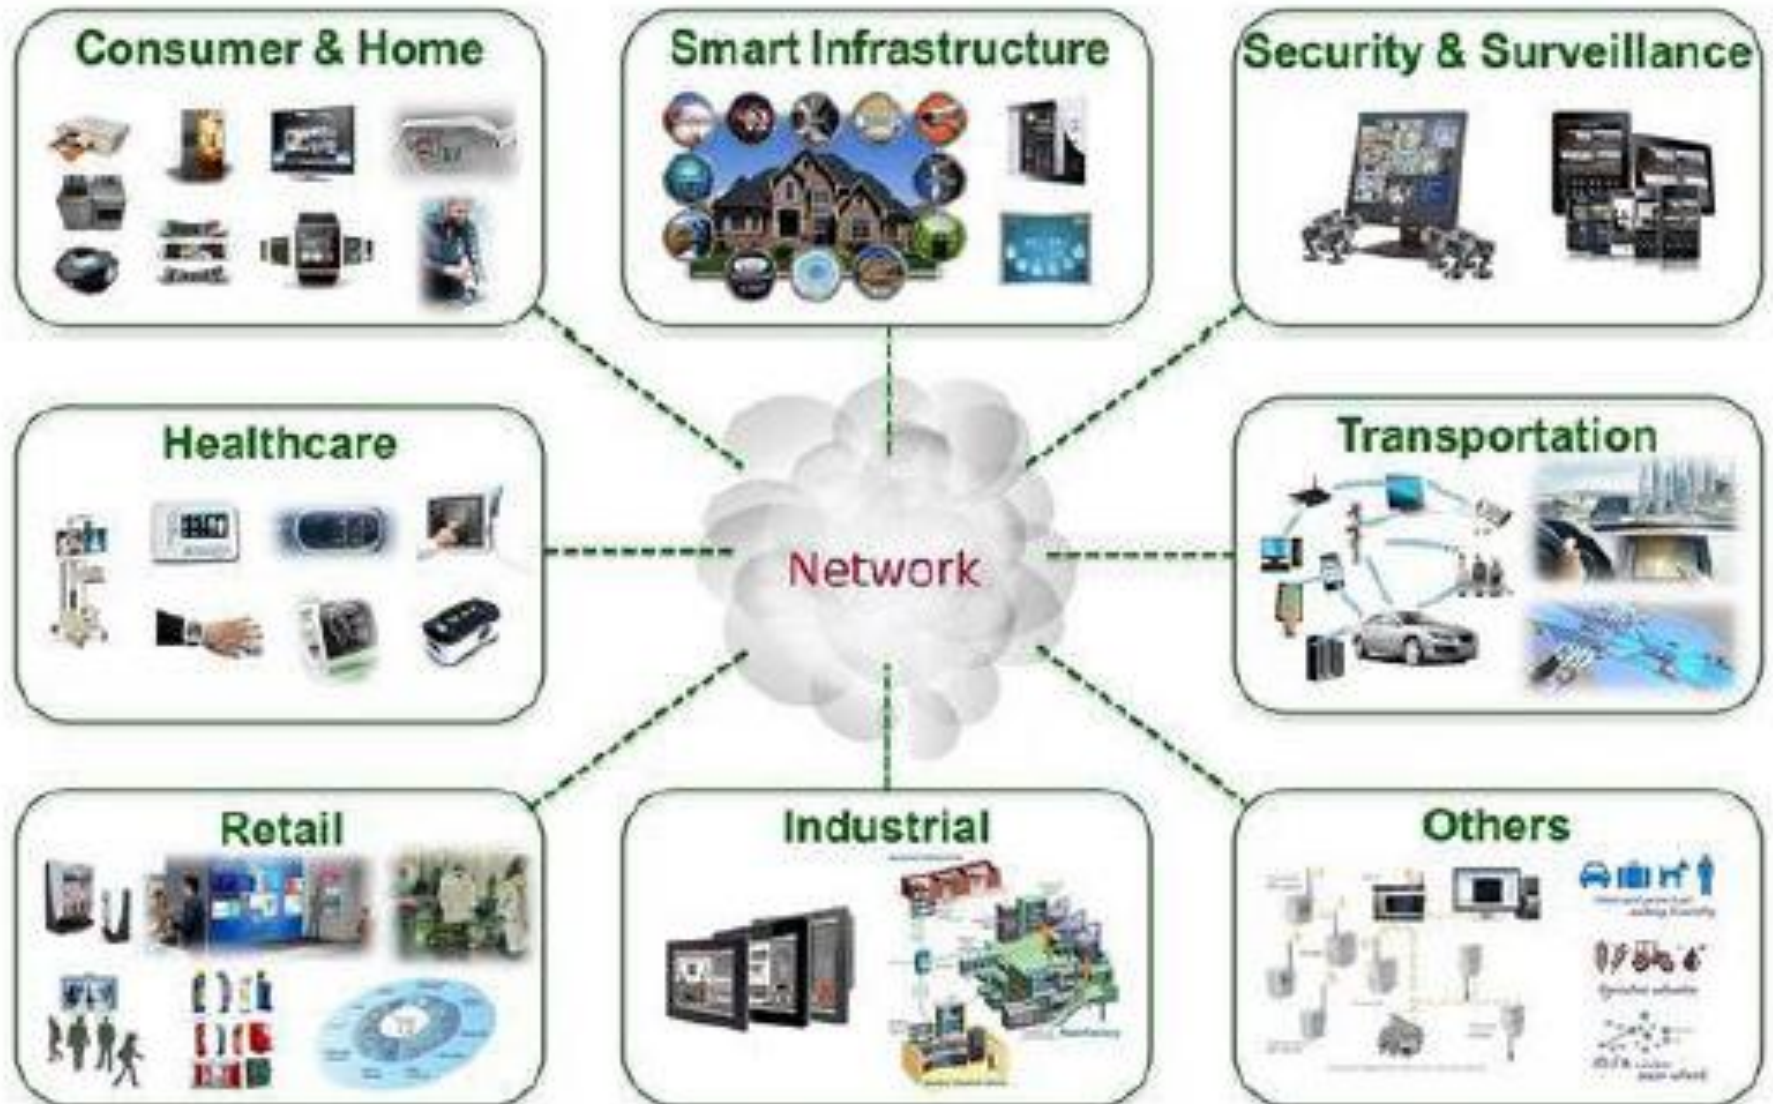 Consumer & Home
Smart Infrastructure
Security & Surveillance
Healthcare
Network
Transportation
Retail
Industrial
Others